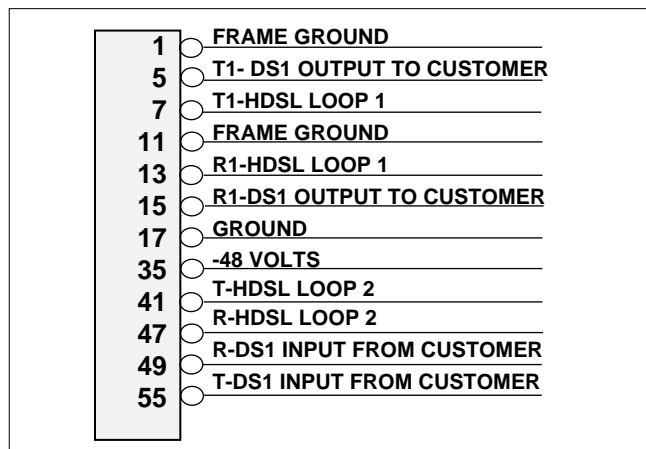 1 FRAME GROUND
5 T1- DS1 OUTPUT TO CUSTOMER
7 T1-HDSL LOOP 1
11 FRAME GROUND
13 R1-HDSL LOOP 1
15 R1-DS1 OUTPUT TO CUSTOMER
17 GROUND
35 -48 VOLTS
41 T-HDSL LOOP 2
47 R-HDSL LOOP 2
49 R-DS1 INPUT FROM CUSTOMER
55 T-DS1 INPUT FROM CUSTOMER